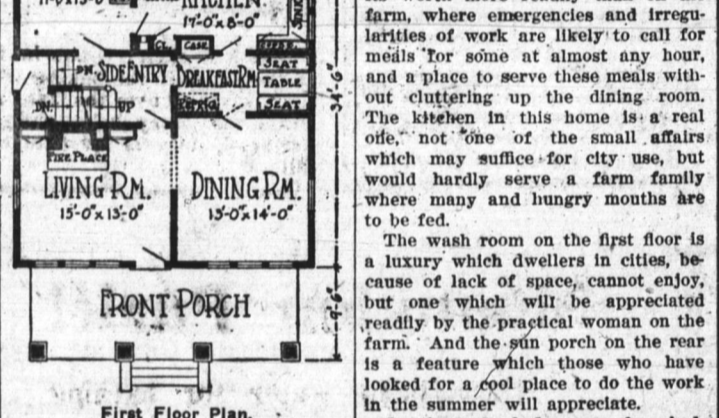 KITCHEN
17'-0"x 8'-0"
CL.
CASE
DN.
SIDE ENTRY
BREAKFAST RM.
SEAT
TABLE
SEAT
REFRIG.
DN.
UP
FIRE PLACE
LIVING RM.
15'-0" x 13'-0"
DINING RM.
13'-0" x 14'-0"
34'-6"
FRONT PORCH
9'-6"
First Floor Plan.
farm, where emergencies and irregu-
larities of work are likely to call for
meals for some at almost any hour,
and a place to serve these meals with-
out cluttering up the dining room.
The kitchen in this home is a real
one, not one of the small affairs
which may suffice for city use, but
would hardly serve a farm family
where many and hungry mouths are
to be fed.
The wash room on the first floor is
a luxury which dwellers in cities, be-
cause of lack of space, cannot enjoy,
but one which will be appreciated
readily by the practical woman on the
farm. And the sun porch on the rear
is a feature which those who have
looked for a cool place to do the work
in the summer will appreciate.